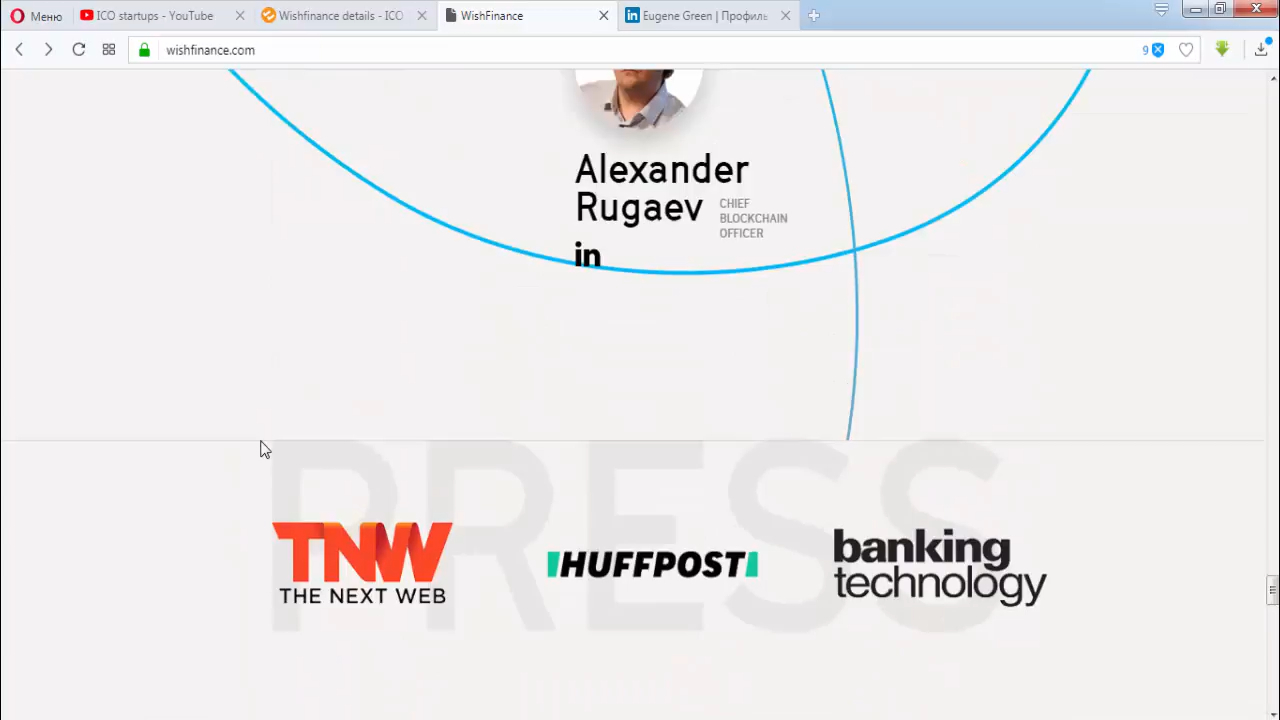 Меню
ICO startups - YouTube
Wishfinance details - ICO
WishFinance
Eugene Green | Профиль
wishfinance.com
9
Alexander
Rugaev
CHIEF
BLOCKCHAIN
OFFICER
in
PRESS
TNW
THE NEXT WEB
HUFFPOST
banking
technology